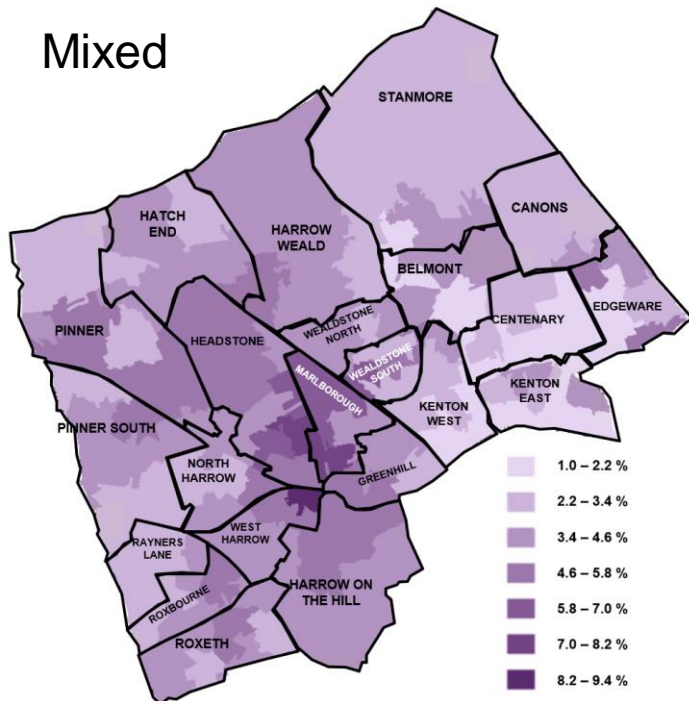 Mixed
STANMORE
CANONS
HATCH
END
HARROW
WEALD
BELMONT
EDGEWARE
CENTENARY
PINNER
HEADSTONE
WEALDSTONE
NORTH
WEALDSTONE
SOUTH
MARLBOROUGH
KENTON
EAST
KENTON
WEST
PINNER SOUTH
NORTH
HARROW
GREENHILL
WEST
HARROW
RAYNERS
LANE
HARROW ON
THE HILL
ROXBOURNE
ROXETH
1.0 – 2.2 %
2.2 – 3.4 %
3.4 – 4.6 %
4.6 – 5.8 %
5.8 – 7.0 %
7.0 – 8.2 %
8.2 – 9.4 %